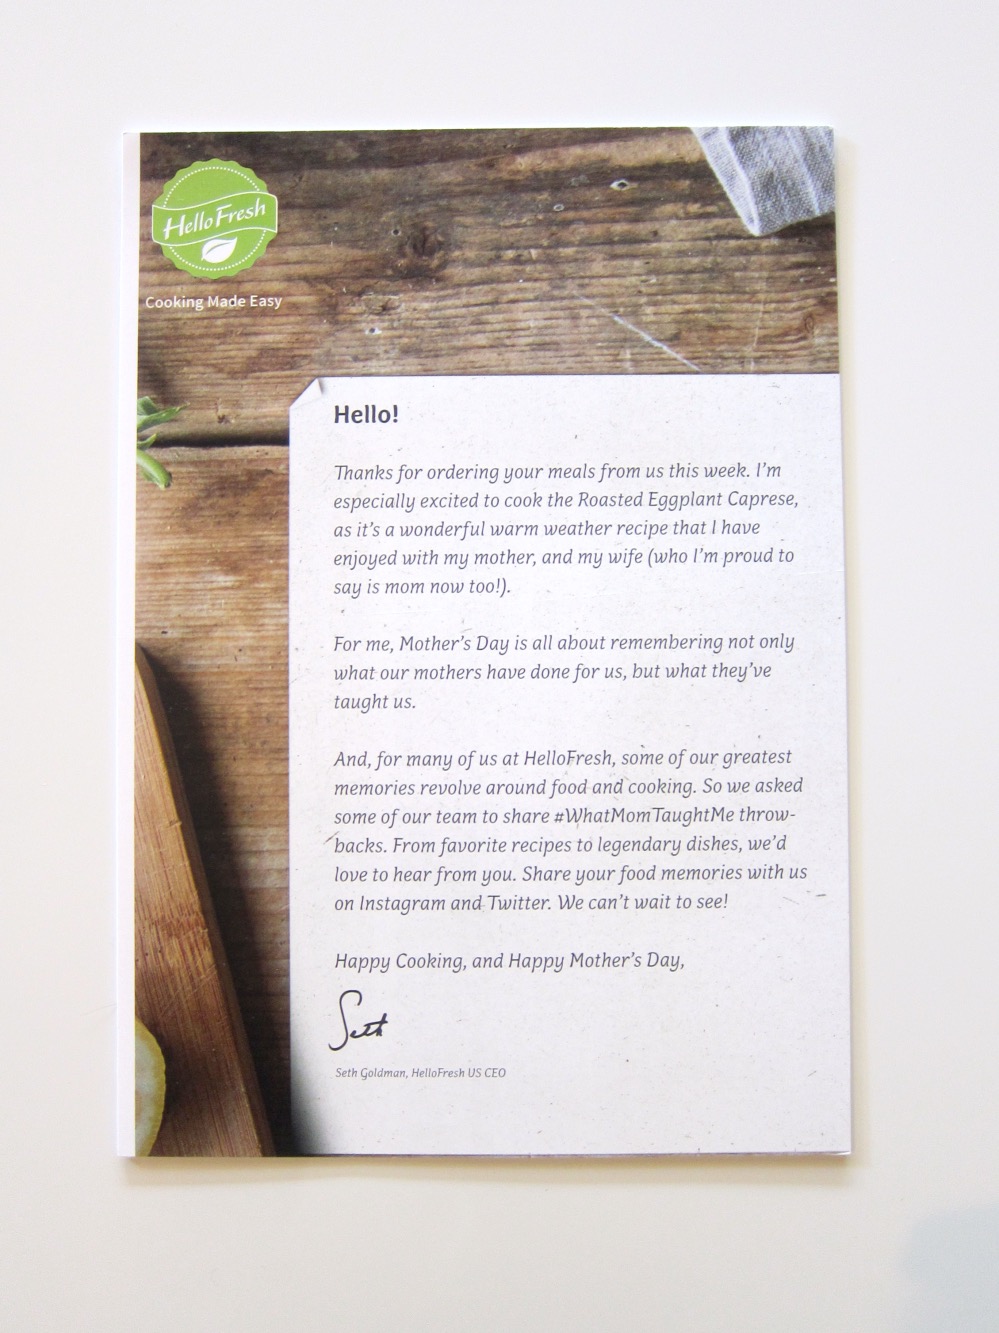 HelloFresh
Cooking Made Easy
Hello!
Thanks for ordering your meals from us this week. I'm
especially excited to cook the Roasted Eggplant Caprese,
as it's a wonderful warm weather recipe that I have
enjoyed with my mother, and my wife (who I'm proud to
say is mom now too!).
For me, Mother's Day is all about remembering not only
what our mothers have done for us, but what they've
taught us.
And, for many of us at HelloFresh, some of our greatest
memories revolve around food and cooking. So we asked
some of our team to share #WhatMomTaughtMe throw-
backs. From favorite recipes to legendary dishes, we'd
love to hear from you. Share your food memories with us
on Instagram and Twitter. We can't wait to see!
Happy Cooking, and Happy Mother's Day,
Seth
Seth Goldman, HelloFresh US CEO